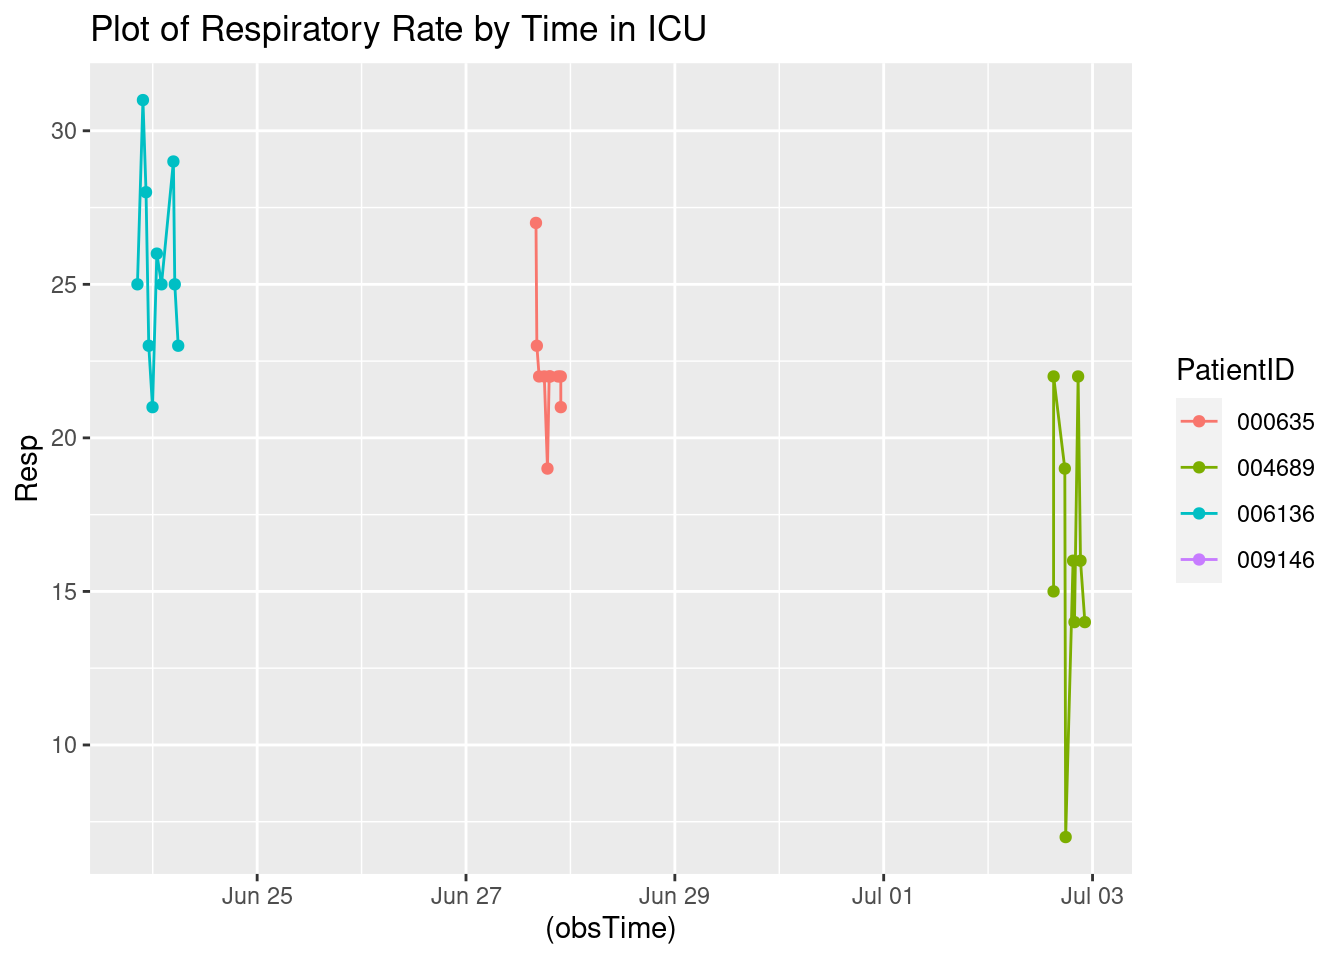 Plot of Respiratory Rate by Time in ICU
30
25
20
15
10
Resp
Jun 25
Jun 27
Jun 29
Jul 01
Jul 03
(obsTime)
PatientID
000635
004689
006136
009146